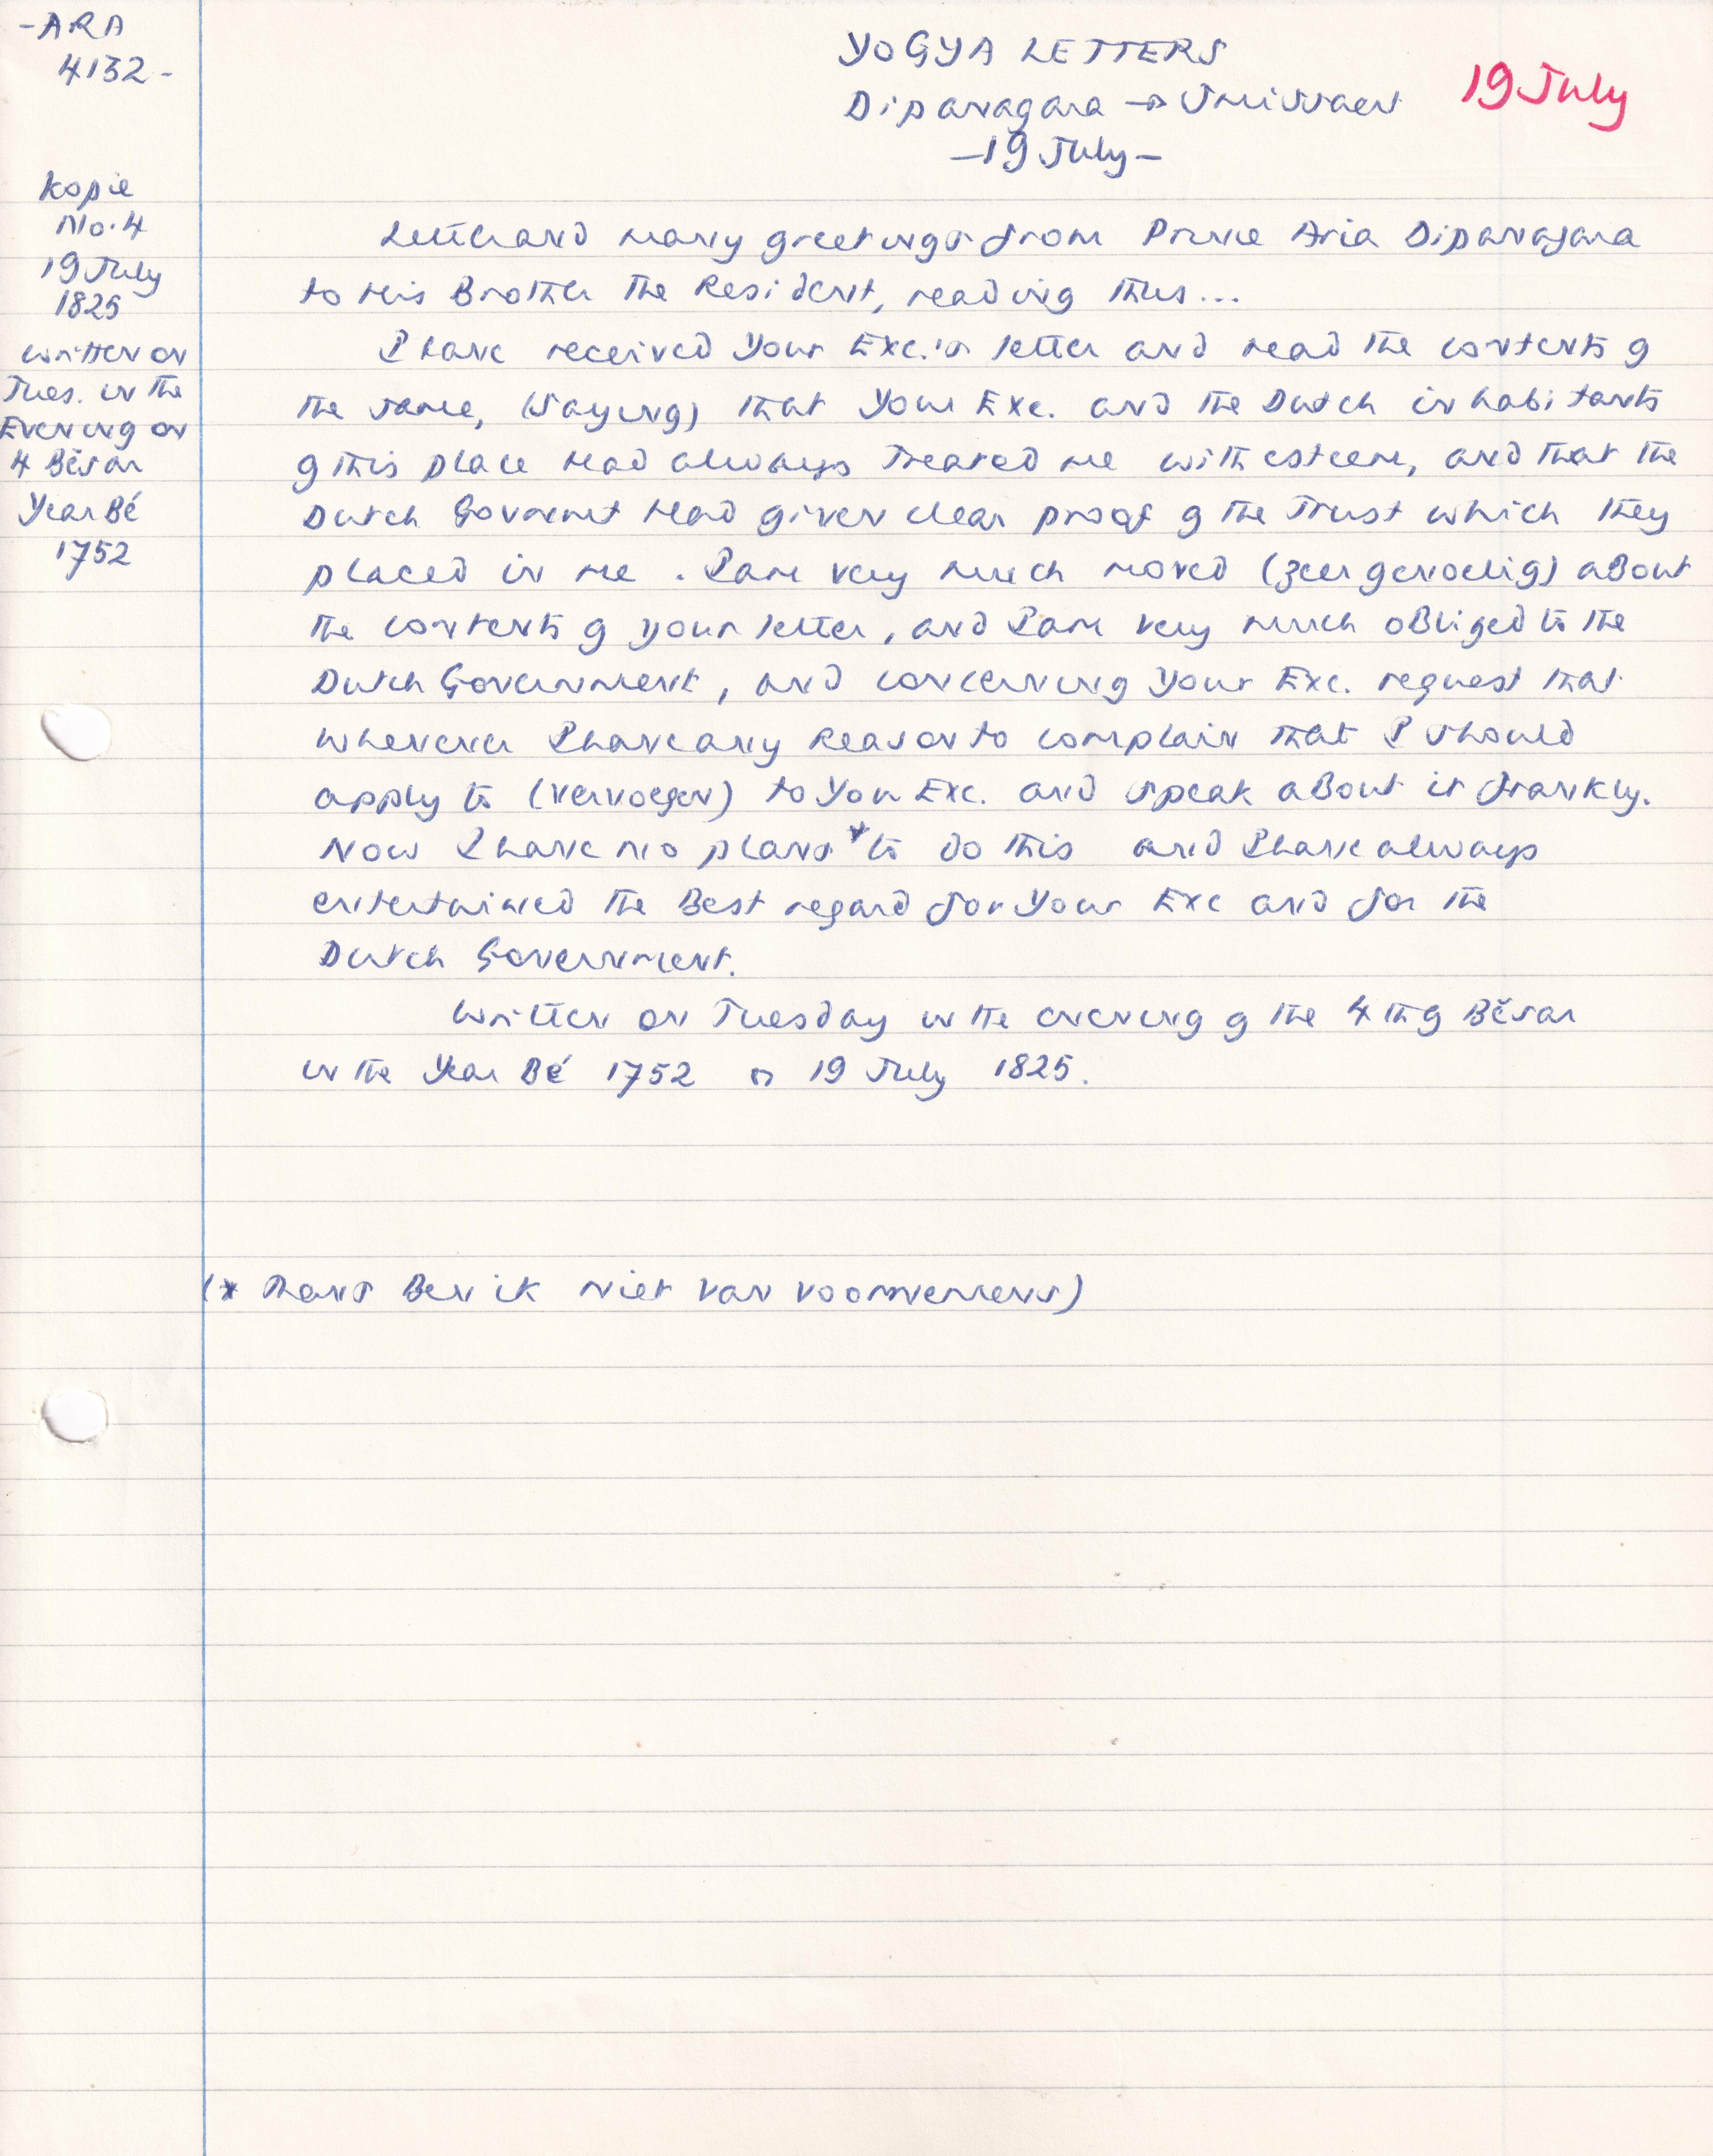 -ARA
4132-
YOGYA LETTERS
Dipanagara → Smissaert
-19 July-
19 July
Kopie
No. 4
19 July
1825
written on
Tues. in the
Evening on
4 Bĕsar
Year Bé
1752
Letter and many greetings from Prince Aria Dipanagara
to His Brother the Resident, reading thus...
I have received Your Exc.'s letter and read the contents of
the same, (saying) that Your Exc. and the Dutch inhabitants
of this place had always treated me with esteem, and that the
Dutch Govment had given clear proof of the trust which they
placed in me. I am very much moved (zeer gevoelig) about
the contents of your letter, and I am very much obliged to the
Dutch Government, and concerning Your Exc. request that
whenever I have any reason to complain that I should
apply to (vervoegen) to You Exc. and speak about it frankly.
Now I have no plans * to do this and I have always
entertained the Best regard for Your Exc and for the
Dutch Government.
Written on Tuesday in the evening of the 4th of Bĕsar
in the Year Bé 1752 or 19 July 1825.
(* Thans Ben ik niet van voornemens)